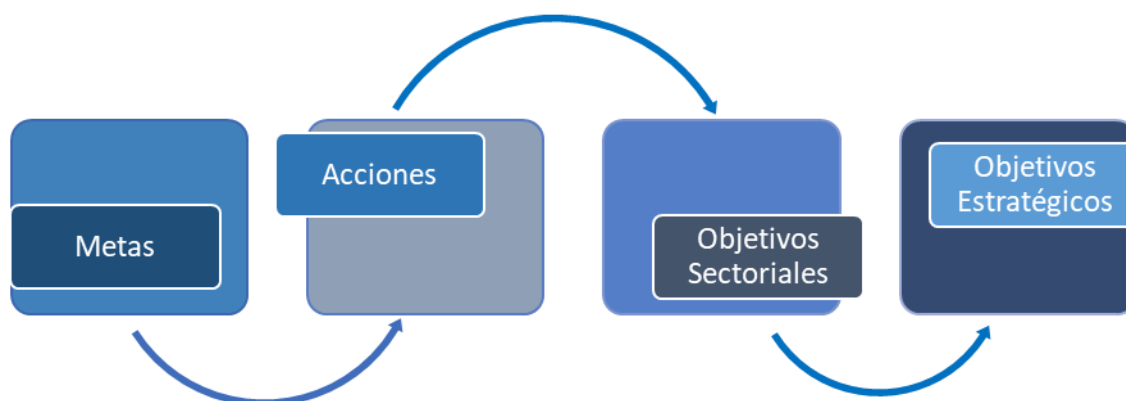 Metas
Acciones
Objetivos
Sectoriales
Objetivos
Estratégicos